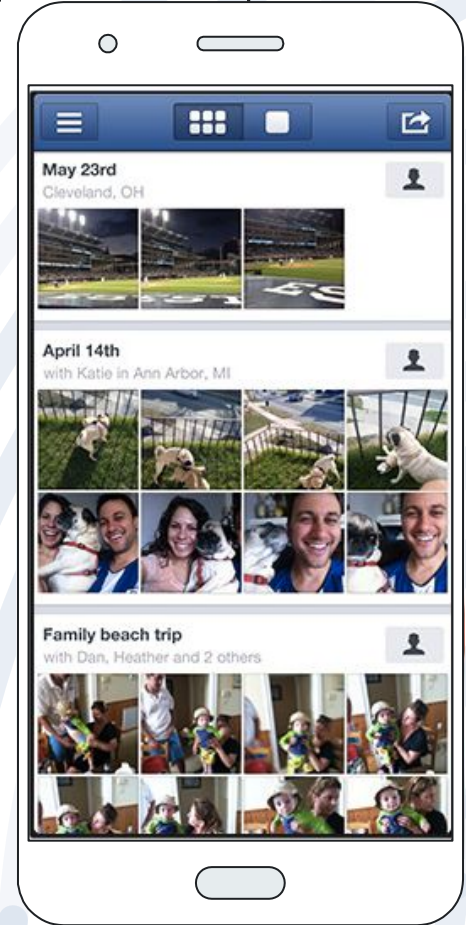 May 23rd
Cleveland, OH
April 14th
with Katie in Ann Arbor, MI
Family beach trip
with Dan, Heather and 2 others